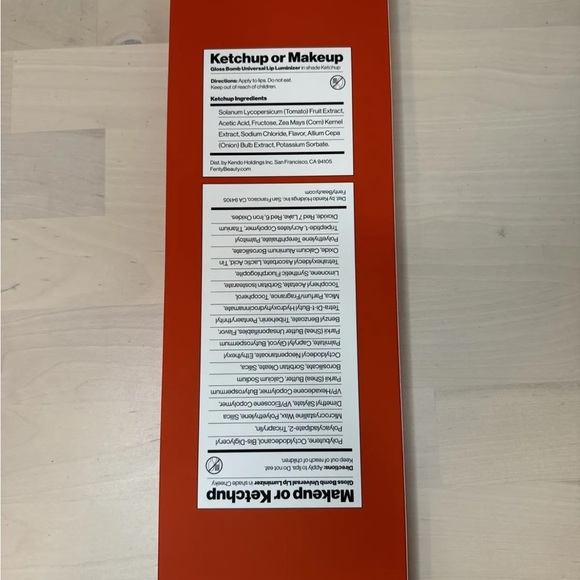 Ketchup or Makeup
Gloss Bomb Universal Lip Luminizer in shade Ketchup
Directions: Apply to lips. Do not eat.
Keep out of reach of children.
Ketchup Ingredients
Solanum Lycopersicum (Tomato) Fruit Extract,
Acetic Acid, Fructose, Zea Mays (Corn) Kernel
Extract, Sodium Chloride, Flavor, Allium Cepa
(Onion) Bulb Extract, Potassium Sorbate.
Dist. by Kendo Holdings Inc. San Francisco, CA 94105
FentyBeauty.com
Makeup or Ketchup
Gloss Bomb Universal Lip Luminizer in shade Cheeky
Directions: Apply to lips. Do not eat.
Keep out of reach of children.
Polybutene, Octyldodecanol, Bis-Diglyceryl
Polyacyladipate-2, Tricaprylin,
Microcrystalline Wax, Polyethylene, Silica
Dimethyl Silylate, VP/Eicosene Copolymer,
VP/Hexadecene Copolymer, Butyrospermum
Parkii (Shea) Butter, Calcium Sodium
Borosilicate, Sorbitan Oleate, Silica,
Octyldodecyl Neopentanoate, Ethylhexyl
Palmitate, Caprylyl Glycol, Butyrospermum
Parkii (Shea) Butter Unsaponifiables, Flavor,
Benzyl Benzoate, Tribehenin, Pentaerythrityl
Tetra-Di-t-Butyl Hydroxyhydrocinnamate,
Mica, Parfum/Fragrance, Tocopherol,
Tocopheryl Acetate, Sorbitan Isostearate,
Limonene, Synthetic Fluorphlogopite,
Tetrahexyldecyl Ascorbate, Lactic Acid, Tin
Oxide, Calcium Aluminum Borosilicate,
Polyethylene Terephthalate, Palmitoyl
Tripeptide-1, Acrylates Copolymer, Titanium
Dioxide, Red 7 Lake, Red 6, Iron Oxides.
Dist. by Kendo Holdings Inc. San Francisco, CA 94105
FentyBeauty.com